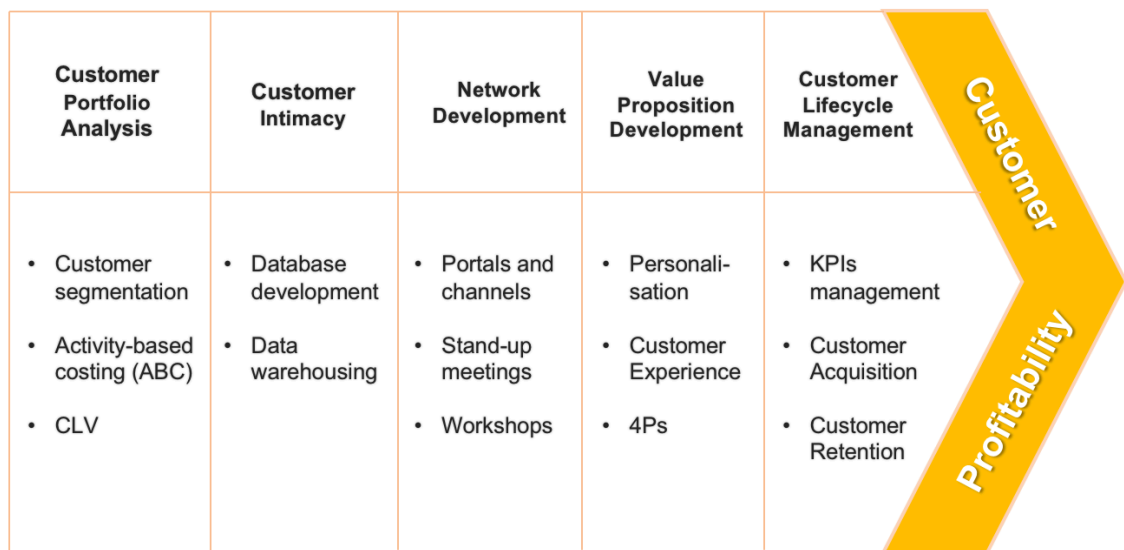 Customer
Portfolio
Analysis
Customer
Intimacy
Network
Development
Value
Proposition
Development
Customer
Lifecycle
Management
• Customer
segmentation
• Activity-based
costing (ABC)
• CLV
• Database
development
• Data
warehousing
• Portals and
channels
• Stand-up
meetings
• Workshops
• Personali-
sation
• Customer
Experience
• 4Ps
• KPIs
management
• Customer
Acquisition
• Customer
Retention
Customer
Profitability